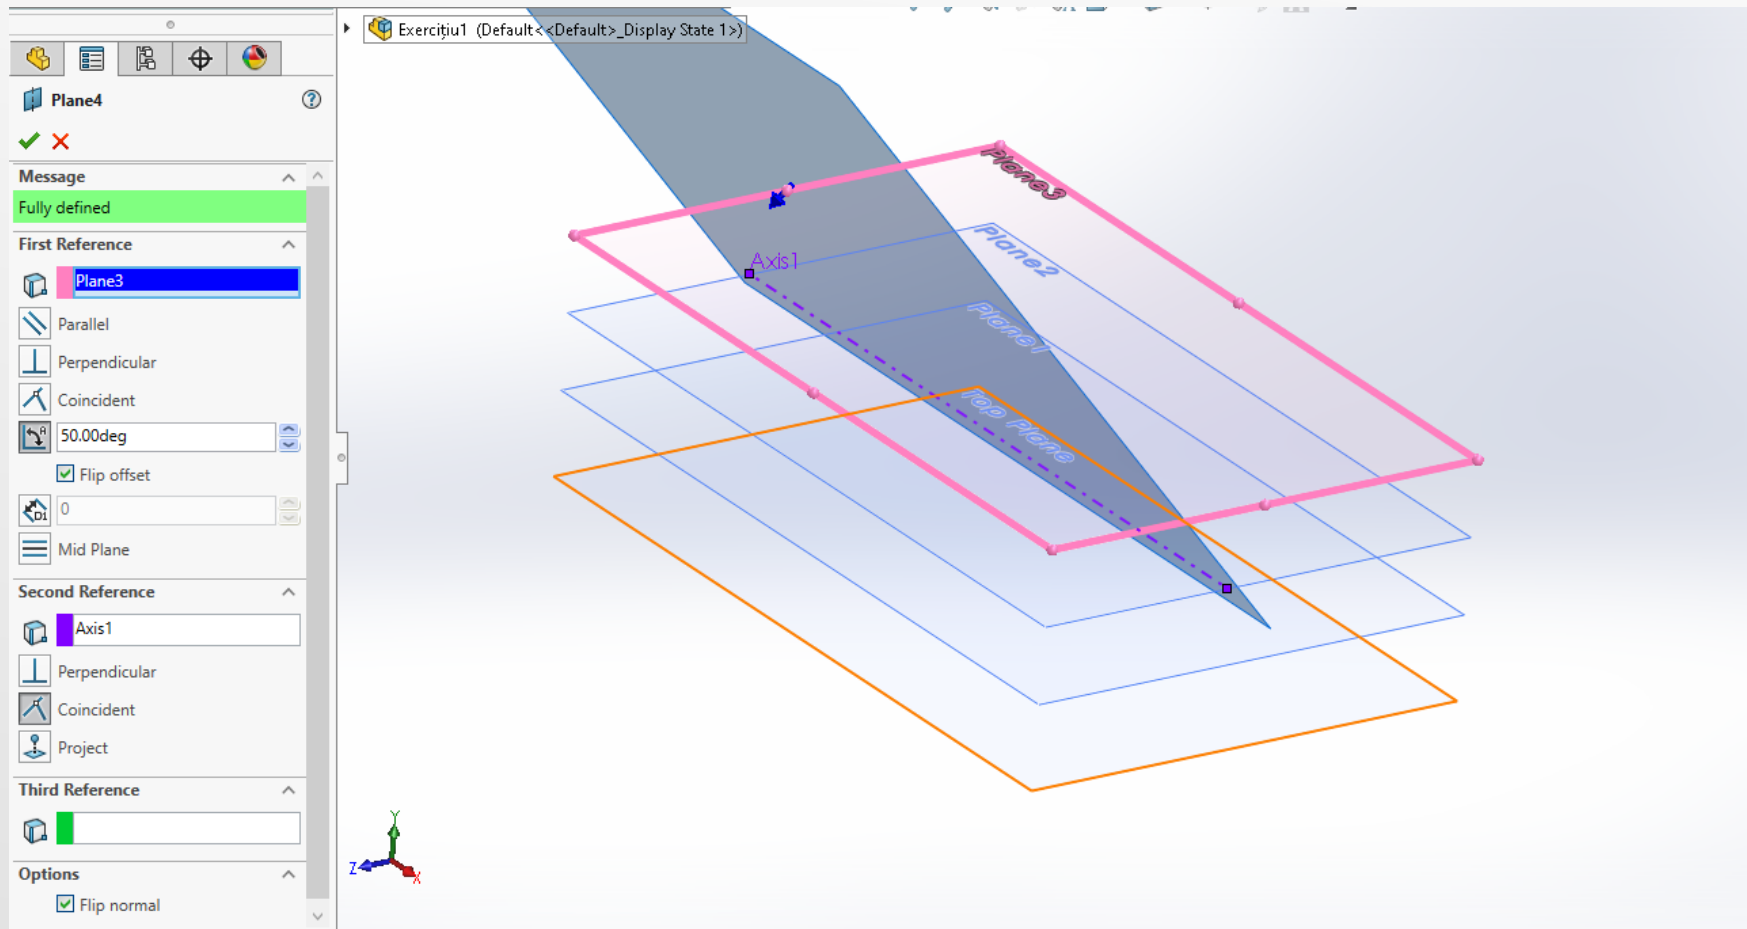 Exercițiu1 (Default<<Default>_Display State 1>)
Plane4
Message
Fully defined
First Reference
Plane3
Parallel
Perpendicular
Coincident
50.00deg
Flip offset
0
Mid Plane
Second Reference
Axis1
Perpendicular
Coincident
Project
Third Reference
Options
Flip normal
Plane3
Plane2
Axis1
Plane1
Top Plane
Y
Z
X